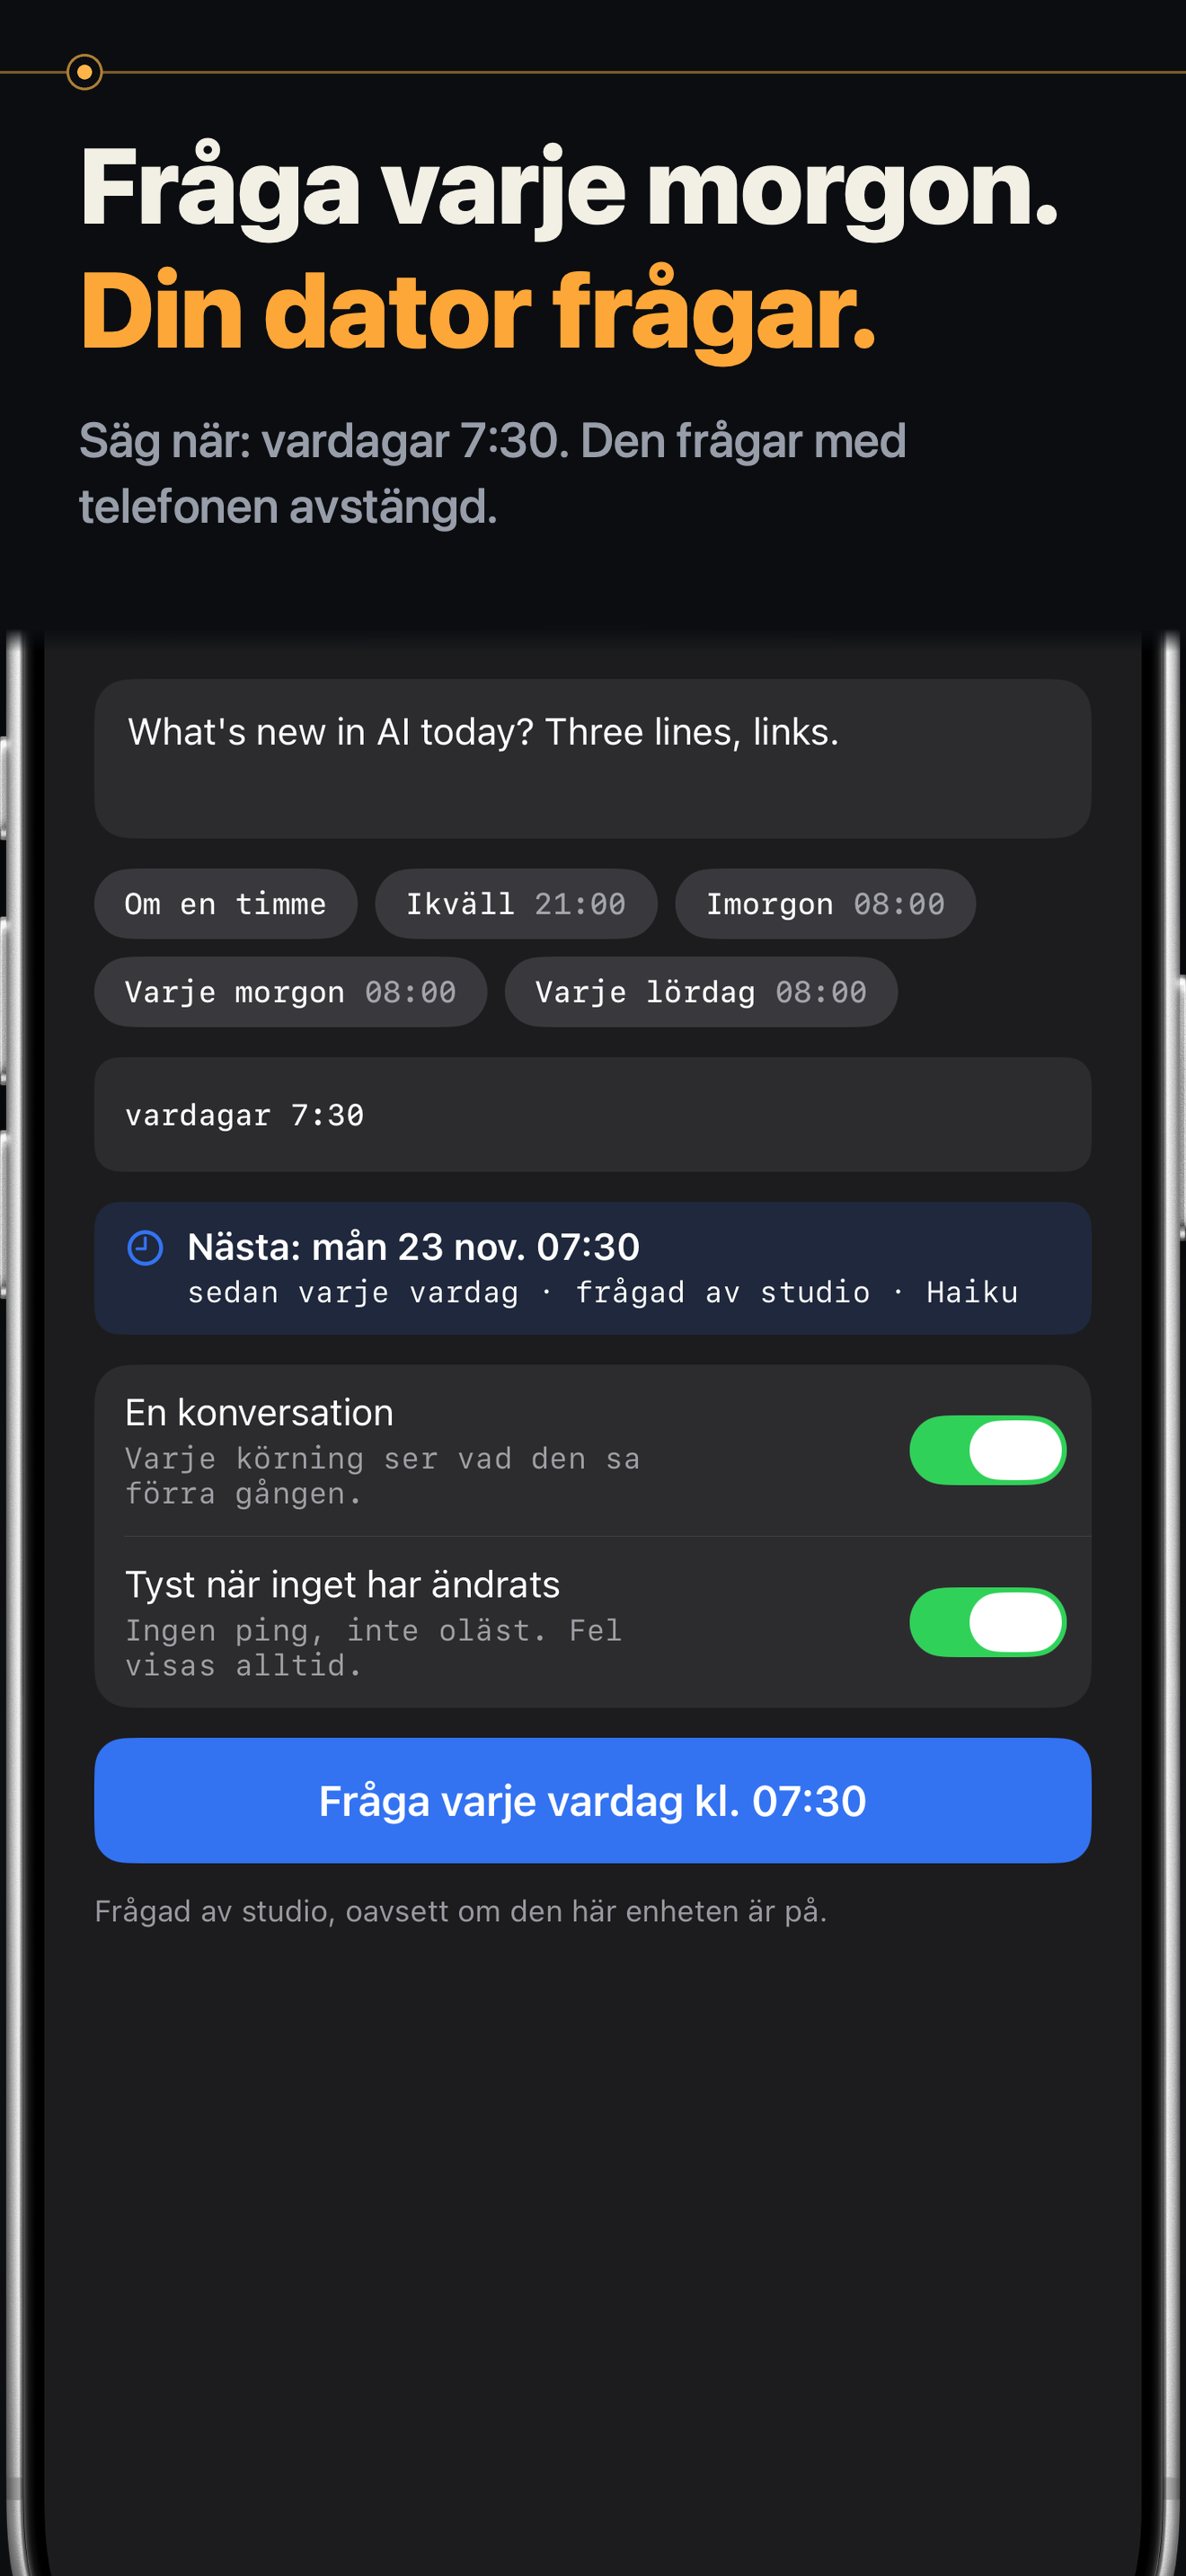 Fråga varje morgon.
Din dator frågar.
Säg när: vardagar 7:30. Den frågar med
telefonen avstängd.
What's new in AI today? Three lines, links.
Om en timme
Ikväll 21:00
Imorgon 08:00
Varje morgon 08:00
Varje lördag 08:00
vardagar 7:30
Nästa: mån 23 nov. 07:30
sedan varje vardag · frågad av studio · Haiku
En konversation
Varje körning ser vad den sa
förra gången.
Tyst när inget har ändrats
Ingen ping, inte oläst. Fel
visas alltid.
Fråga varje vardag kl. 07:30
Frågad av studio, oavsett om den här enheten är på.